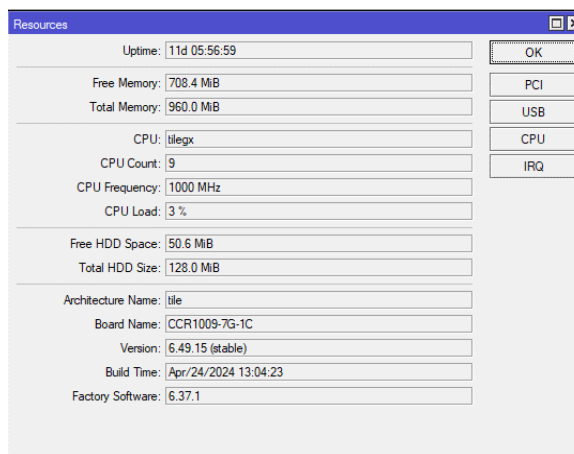 Resources
Uptime: 11d 05:56:59
OK
Free Memory: 708.4 MiB
PCI
Total Memory: 960.0 MiB
USB
CPU: tilegx
CPU
CPU Count: 9
IRQ
CPU Frequency: 1000 MHz
CPU Load: 3 %
Free HDD Space: 50.6 MiB
Total HDD Size: 128.0 MiB
Architecture Name: tile
Board Name: CCR1009-7G-1C
Version: 6.49.15 (stable)
Build Time: Apr/24/2024 13:04:23
Factory Software: 6.37.1